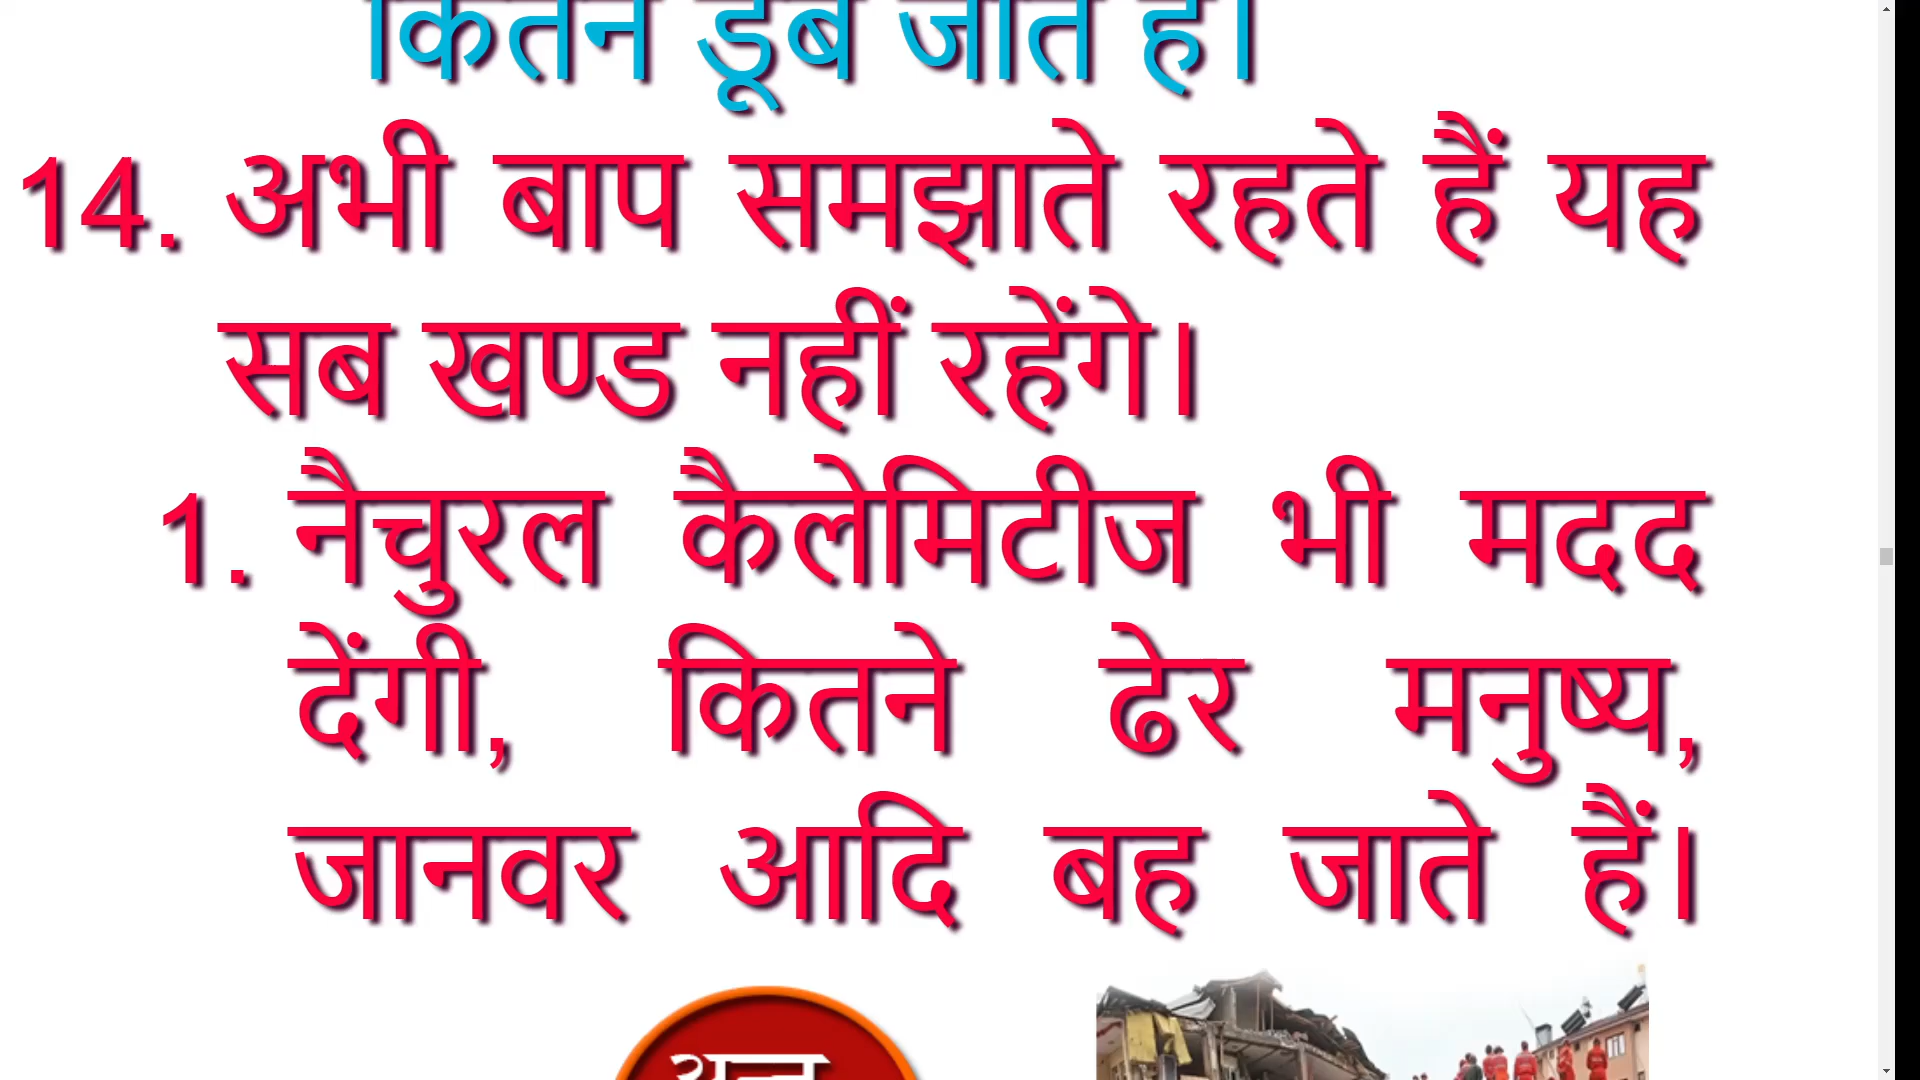 कितने डूब जाते हैं।
14. अभी बाप समझाते रहते हैं यह
सब खण्ड नहीं रहेंगे।
1. नैचुरल कैलेमिटीज भी मदद
देंगी, कितने ढेर मनुष्य,
जानवर आदि बह जाते हैं।